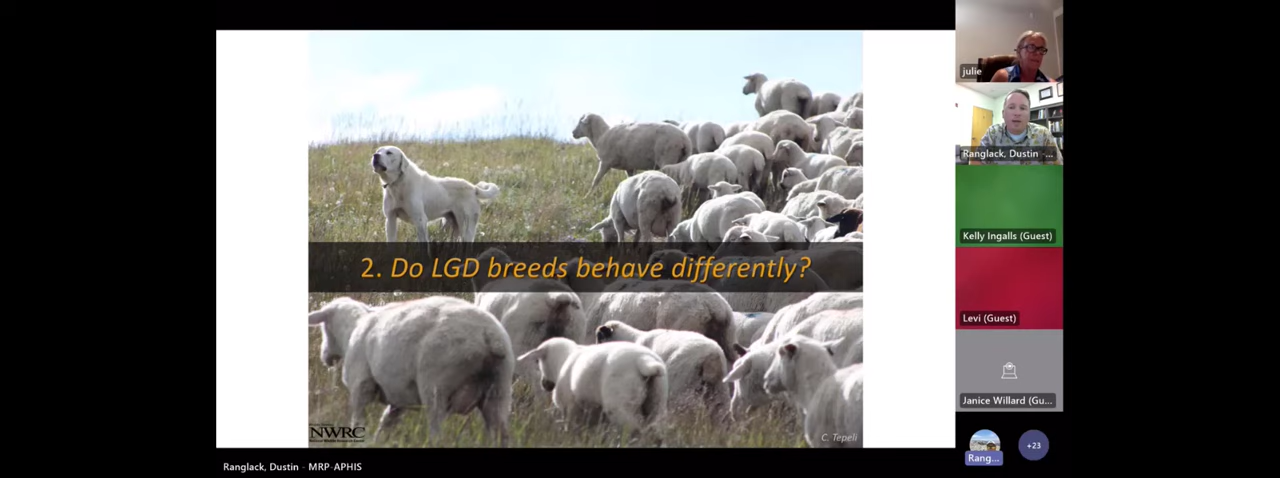 2. Do LGD breeds behave differently?
NWRC
C. Tepeli
julie
Ranglack, Dustin -...
Kelly Ingalls (Guest)
Levi (Guest)
Janice Willard (Gu...
Rang...
+23
Ranglack, Dustin - MRP-APHIS